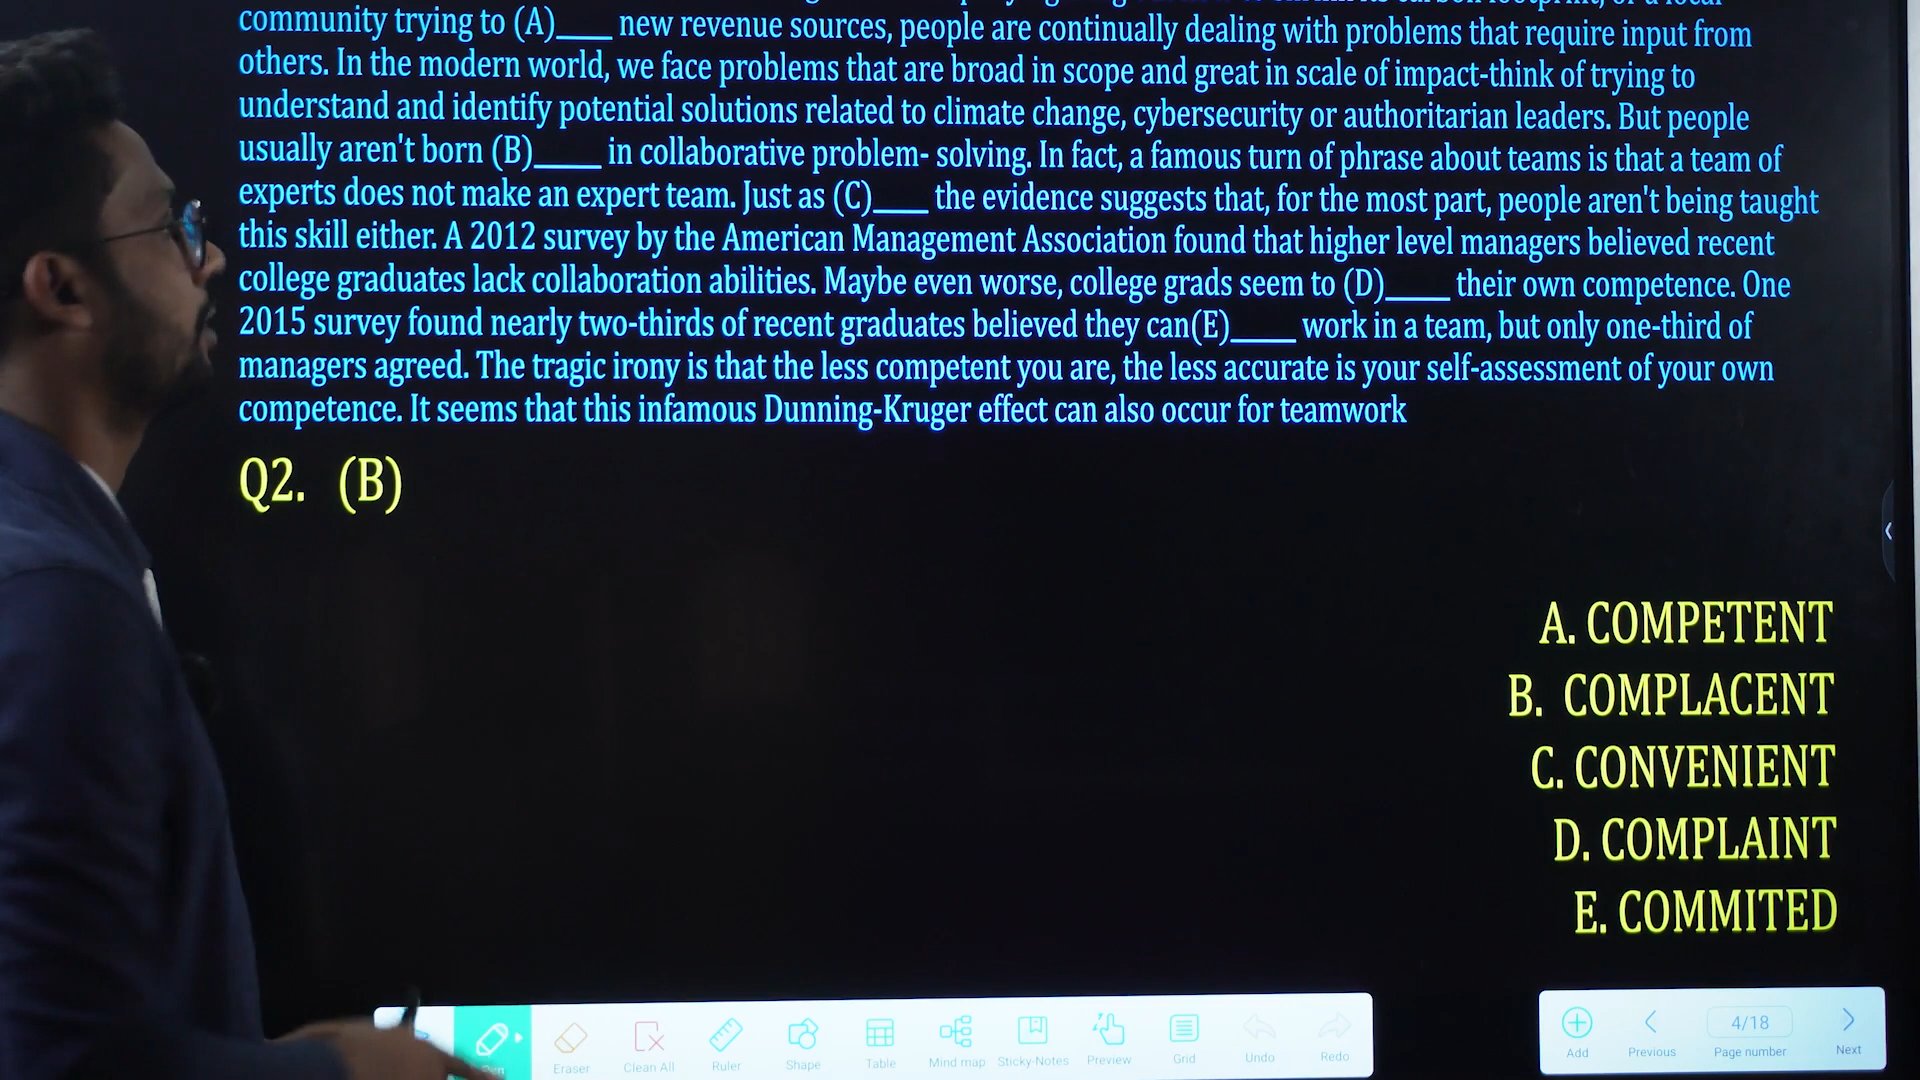 community trying to (A)____ new revenue sources, people are continually dealing with problems that require input from
others. In the modern world, we face problems that are broad in scope and great in scale of impact-think of trying to
understand and identify potential solutions related to climate change, cybersecurity or authoritarian leaders. But people
usually aren't born (B)_____ in collaborative problem- solving. In fact, a famous turn of phrase about teams is that a team of
experts does not make an expert team. Just as (C)____ the evidence suggests that, for the most part, people aren't being taught
this skill either. A 2012 survey by the American Management Association found that higher level managers believed recent
college graduates lack collaboration abilities. Maybe even worse, college grads seem to (D)_____ their own competence. One
2015 survey found nearly two-thirds of recent graduates believed they can(E)_____ work in a team, but only one-third of
managers agreed. The tragic irony is that the less competent you are, the less accurate is your self-assessment of your own
competence. It seems that this infamous Dunning-Kruger effect can also occur for teamwork
Q2. (B)
A. COMPETENT
B. COMPLACENT
C. CONVENIENT
D. COMPLAINT
E. COMMITED
Eraser Clean All Ruler Shape Table Mind map Sticky-Notes Preview Grid Undo Redo
4/18
Add Previous Page number Next